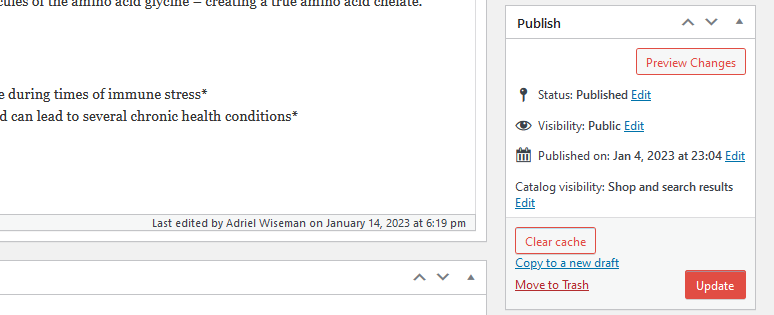 cules of the amino acid glycine – creating a true amino acid chelate.
e during times of immune stress*
d can lead to several chronic health conditions*
Last edited by Adriel Wiseman on January 14, 2023 at 6:19 pm
Publish
Preview Changes
Status: Published Edit
Visibility: Public Edit
Published on: Jan 4, 2023 at 23:04 Edit
Catalog visibility: Shop and search results
Edit
Clear cache
Copy to a new draft
Move to Trash
Update